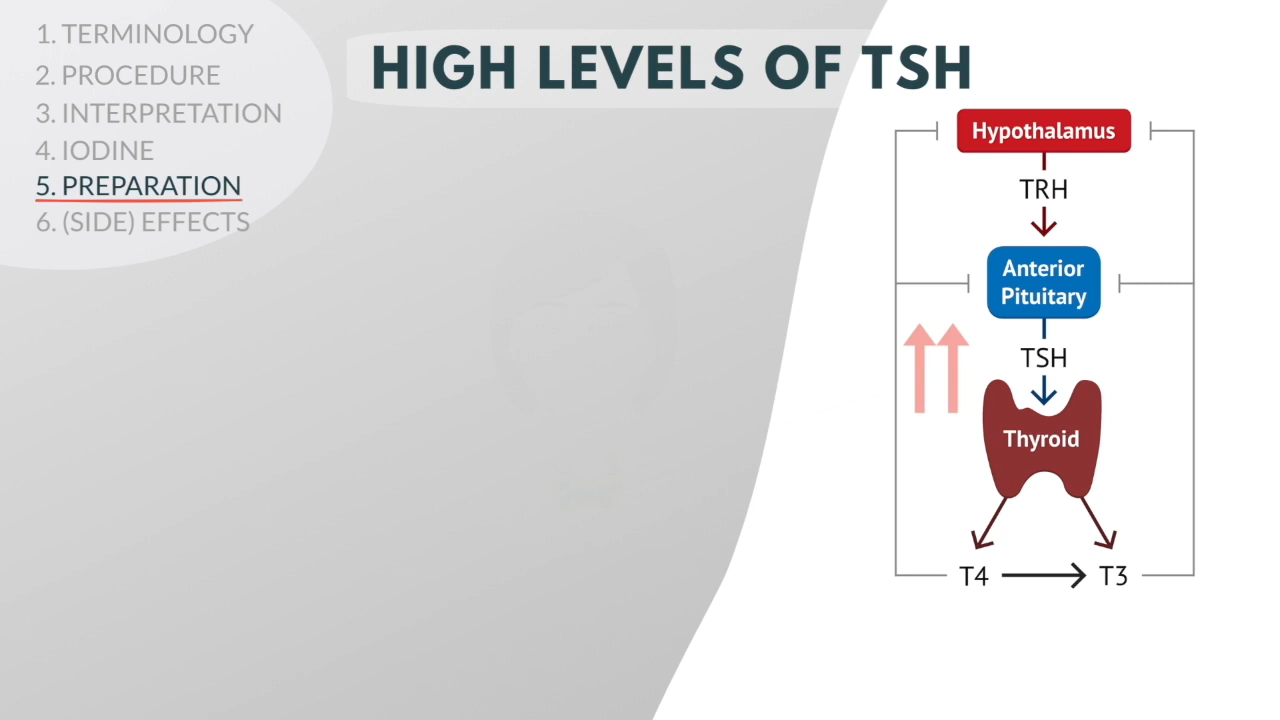 1. TERMINOLOGY
2. PROCEDURE
3. INTERPRETATION
4. IODINE
5. PREPARATION
6. (SIDE) EFFECTS
HIGH LEVELS OF TSH
Hypothalamus
TRH
Anterior
Pituitary
TSH
Thyroid
T4
T3